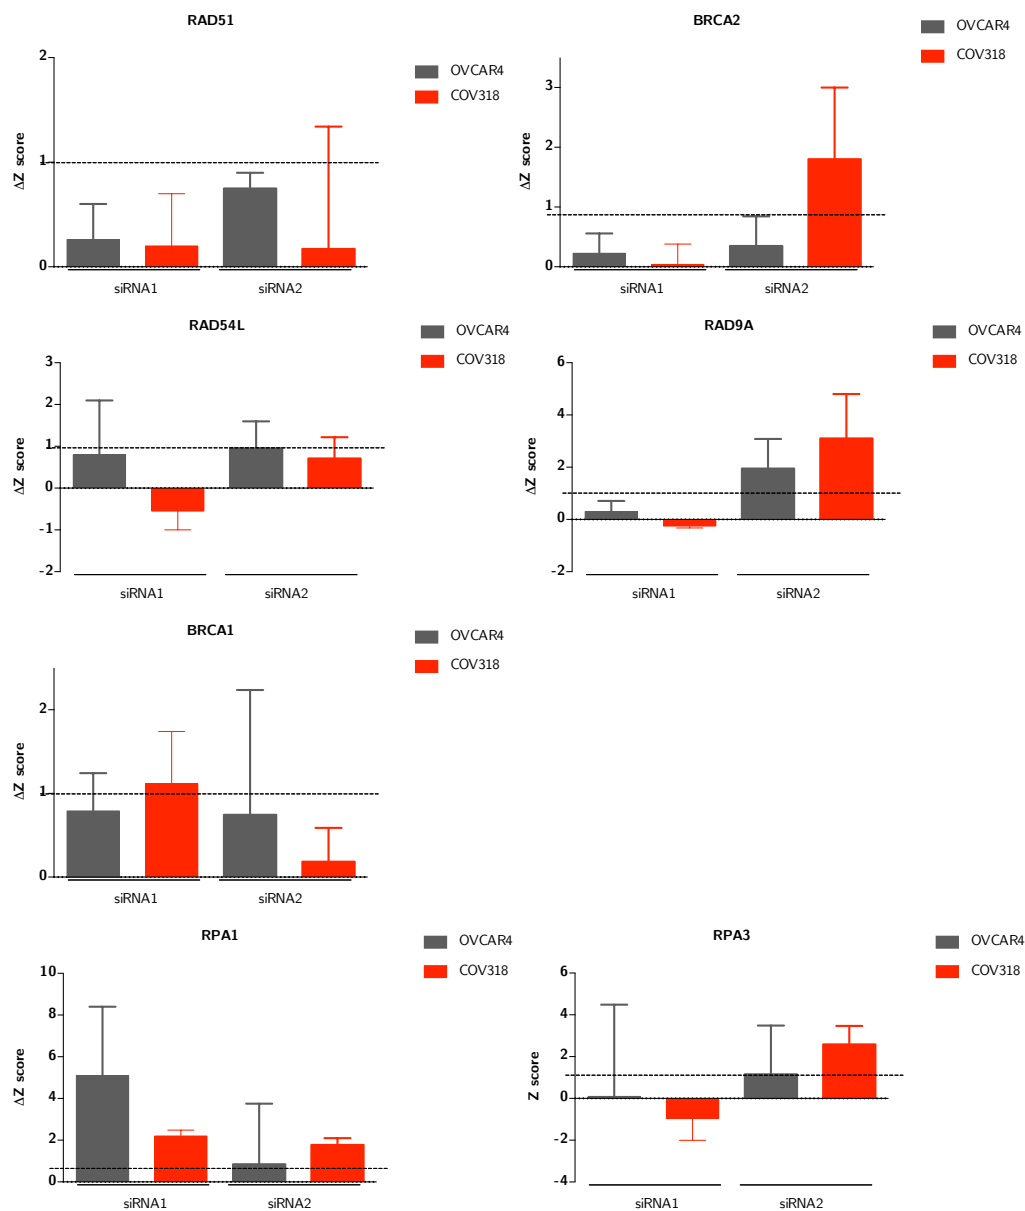 RAD51
OVCAR4
COV318
ΔZ score
2
1
0
siRNA1
siRNA2
BRCA2
OVCAR4
COV318
ΔZ score
3
2
1
0
siRNA1
siRNA2
RAD54L
OVCAR4
COV318
ΔZ score
3
2
1
0
-1
-2
siRNA1
siRNA2
RAD9A
OVCAR4
COV318
ΔZ score
6
4
2
0
-2
siRNA1
siRNA2
BRCA1
OVCAR4
COV318
ΔZ score
2
1
0
siRNA1
siRNA2
RPA1
OVCAR4
COV318
ΔZ score
10
8
6
4
2
0
siRNA1
siRNA2
RPA3
OVCAR4
COV318
Z score
6
4
2
0
-2
-4
siRNA1
siRNA2